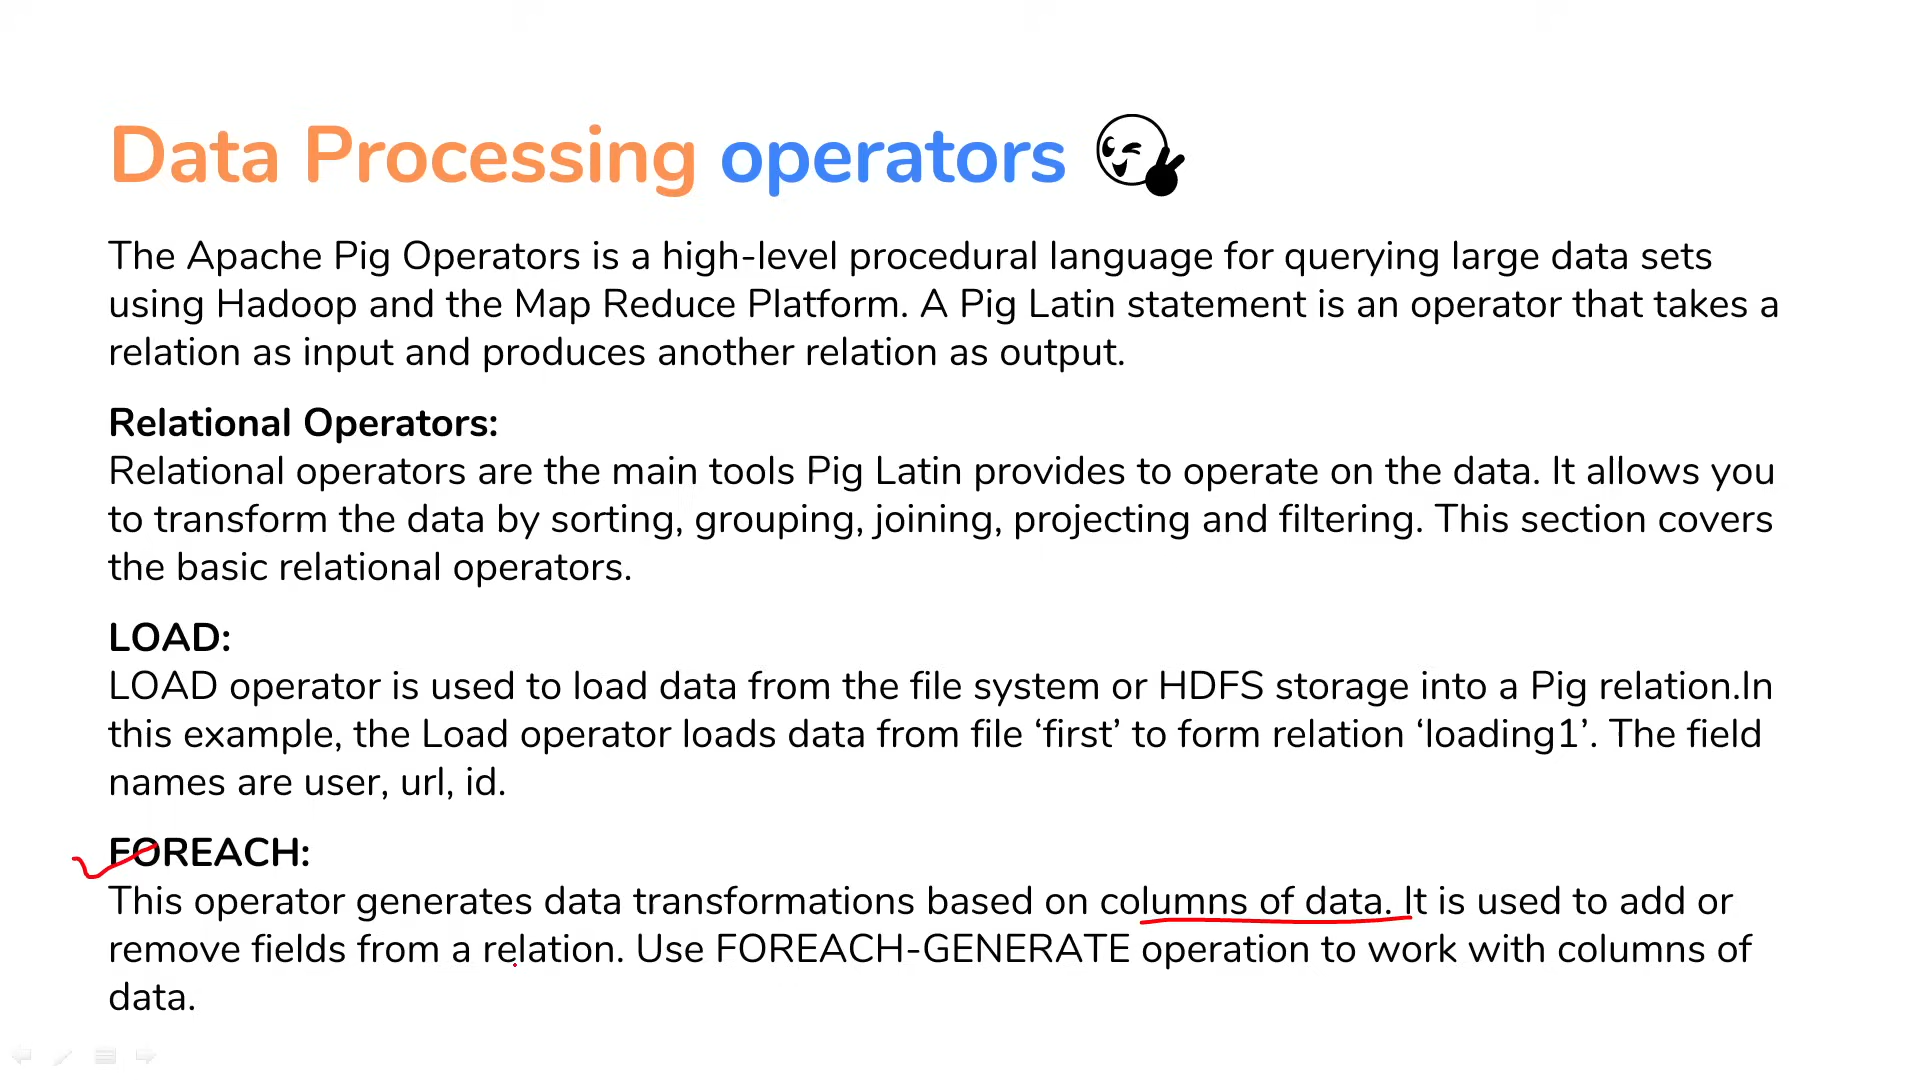 Data Processing operators
The Apache Pig Operators is a high-level procedural language for querying large data sets
using Hadoop and the Map Reduce Platform. A Pig Latin statement is an operator that takes a
relation as input and produces another relation as output.
Relational Operators:
Relational operators are the main tools Pig Latin provides to operate on the data. It allows you
to transform the data by sorting, grouping, joining, projecting and filtering. This section covers
the basic relational operators.
LOAD:
LOAD operator is used to load data from the file system or HDFS storage into a Pig relation.In
this example, the Load operator loads data from file ‘first’ to form relation ‘loading1’. The field
names are user, url, id.
FOREACH:
This operator generates data transformations based on columns of data. It is used to add or
remove fields from a relation. Use FOREACH-GENERATE operation to work with columns of
data.